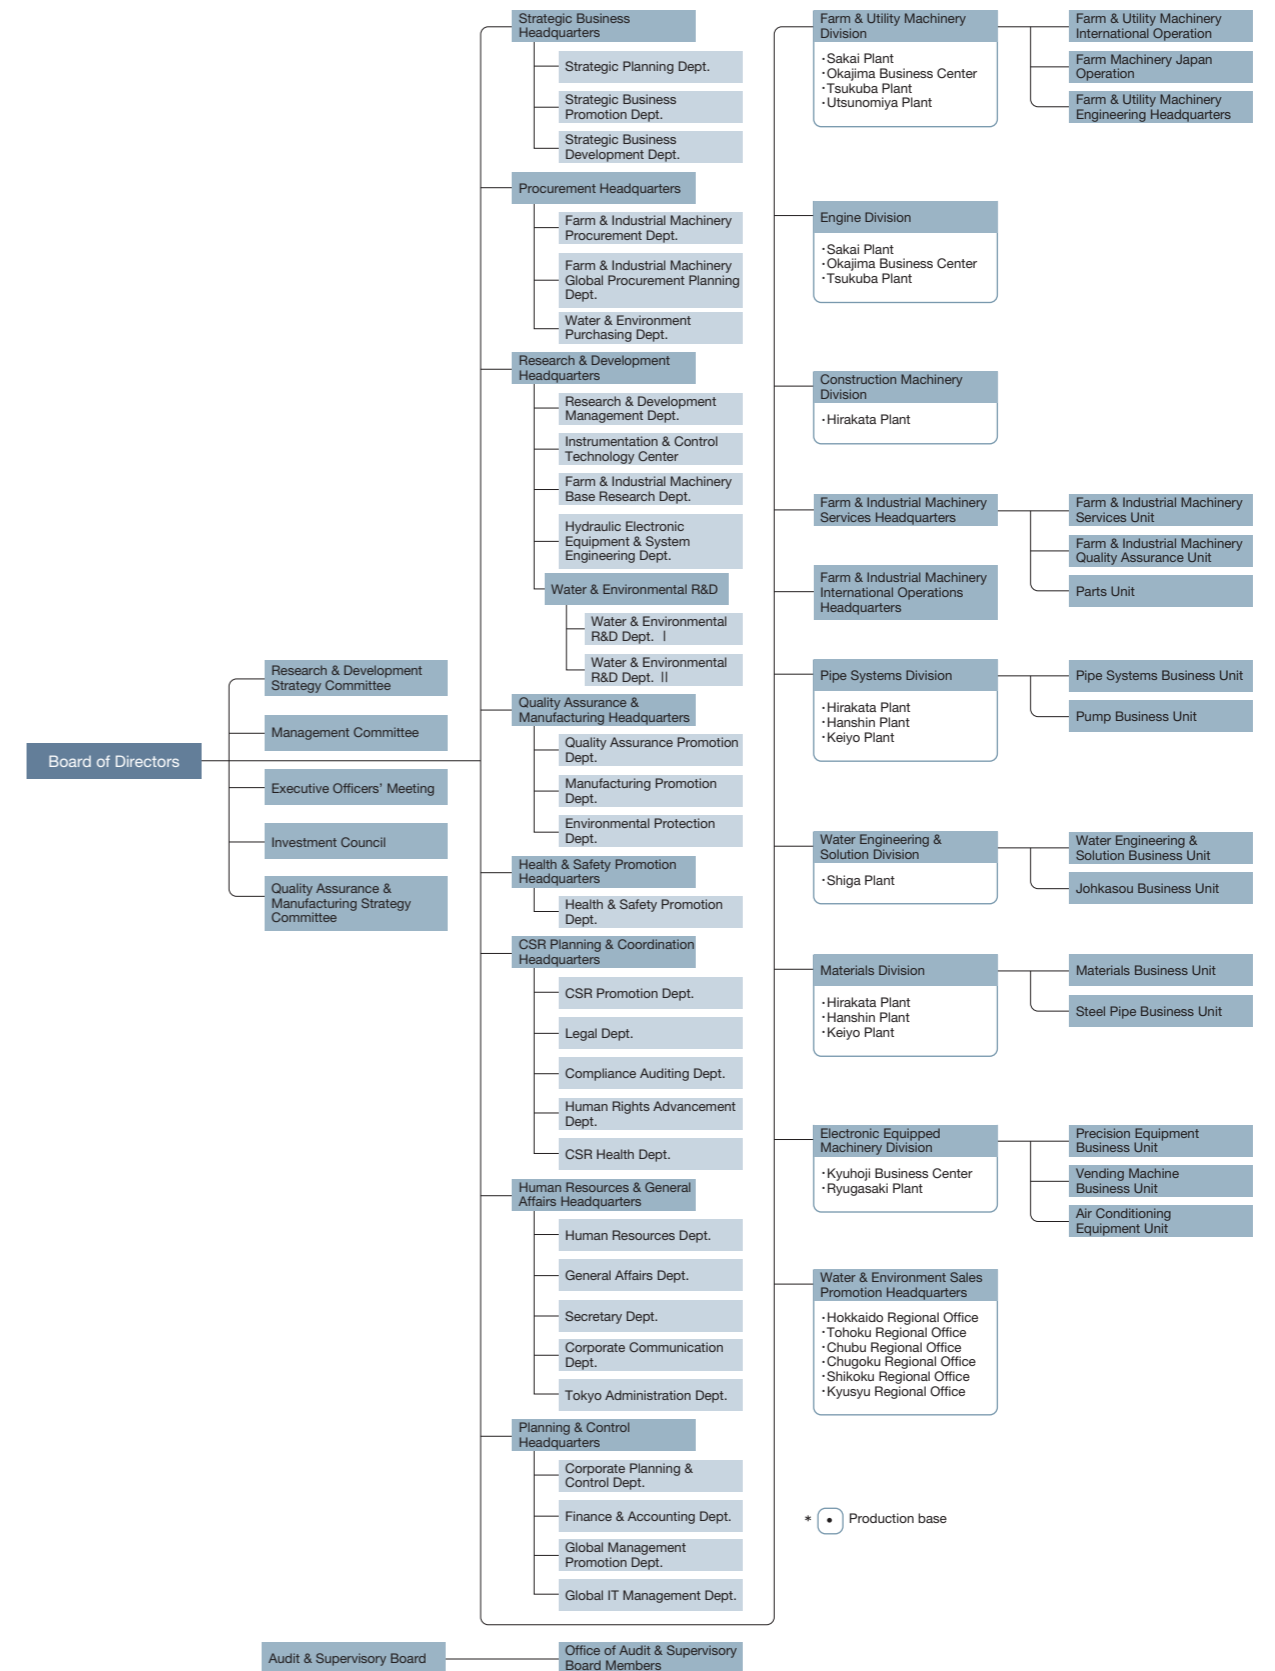 Board of Directors
Research & Development
Strategy Committee
Management Committee
Executive Officers' Meeting
Investment Council
Quality Assurance &
Manufacturing Strategy
Committee
Strategic Business
Headquarters
Strategic Planning Dept.
Strategic Business
Promotion Dept.
Strategic Business
Development Dept.
Procurement Headquarters
Farm & Industrial Machinery
Procurement Dept.
Farm & Industrial Machinery
Global Procurement Planning
Dept.
Water & Environment
Purchasing Dept.
Research & Development
Headquarters
Research & Development
Management Dept.
Instrumentation & Control
Technology Center
Farm & Industrial Machinery
Base Research Dept.
Hydraulic Electronic
Equipment & System
Engineering Dept.
Water & Environmental R&D
Water & Environmental
R&D Dept. I
Water & Environmental
R&D Dept. II
Quality Assurance &
Manufacturing Headquarters
Quality Assurance Promotion
Dept.
Manufacturing Promotion
Dept.
Environmental Protection
Dept.
Health & Safety Promotion
Headquarters
Health & Safety Promotion
Dept.
CSR Planning & Coordination
Headquarters
CSR Promotion Dept.
Legal Dept.
Compliance Auditing Dept.
Human Rights Advancement
Dept.
CSR Health Dept.
Human Resources & General
Affairs Headquarters
Human Resources Dept.
General Affairs Dept.
Secretary Dept.
Corporate Communication
Dept.
Tokyo Administration Dept.
Planning & Control
Headquarters
Corporate Planning &
Control Dept.
Finance & Accounting Dept.
Global Management
Promotion Dept.
Global IT Management Dept.
Farm & Utility Machinery
Division
・Sakai Plant
・Okajima Business Center
・Tsukuba Plant
・Utsunomiya Plant
Farm & Utility Machinery
International Operation
Farm Machinery Japan
Operation
Farm & Utility Machinery
Engineering Headquarters
Engine Division
・Sakai Plant
・Okajima Business Center
・Tsukuba Plant
Construction Machinery
Division
・Hirakata Plant
Farm & Industrial Machinery
Services Headquarters
Farm & Industrial Machinery
Services Unit
Farm & Industrial Machinery
Quality Assurance Unit
Parts Unit
Farm & Industrial Machinery
International Operations
Headquarters
Pipe Systems Division
・Hirakata Plant
・Hanshin Plant
・Keiyo Plant
Pipe Systems Business Unit
Pump Business Unit
Water Engineering &
Solution Division
・Shiga Plant
Water Engineering &
Solution Business Unit
Johkasou Business Unit
Materials Division
・Hirakata Plant
・Hanshin Plant
・Keiyo Plant
Materials Business Unit
Steel Pipe Business Unit
Electronic Equipped
Machinery Division
・Kyuhoji Business Center
・Ryugasaki Plant
Precision Equipment
Business Unit
Vending Machine
Business Unit
Air Conditioning
Equipment Unit
Water & Environment Sales
Promotion Headquarters
・Hokkaido Regional Office
・Tohoku Regional Office
・Chubu Regional Office
・Chugoku Regional Office
・Shikoku Regional Office
・Kyusyu Regional Office
* • Production base
Audit & Supervisory Board
Office of Audit & Supervisory
Board Members